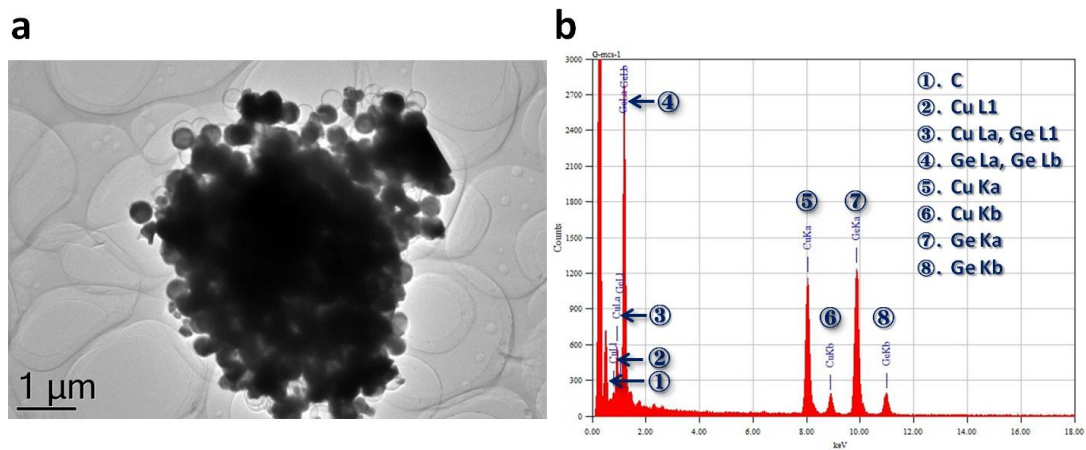 a
b
1 μm
G-mcs-1
Counts
3000
2700
2400
2100
1800
1500
1200
900
600
300
0
0.00
2.00
4.00
6.00
8.00
10.00
12.00
14.00
16.00
18.00
keV
CuLl
CuLa
GeLl
GeLa
GeLb
CuKa
CuKb
GeKa
GeKb
④
③
②
①
⑤
⑥
⑦
⑧
①. C
②. Cu L1
③. Cu La, Ge L1
④. Ge La, Ge Lb
⑤. Cu Ka
⑥. Cu Kb
⑦. Ge Ka
⑧. Ge Kb